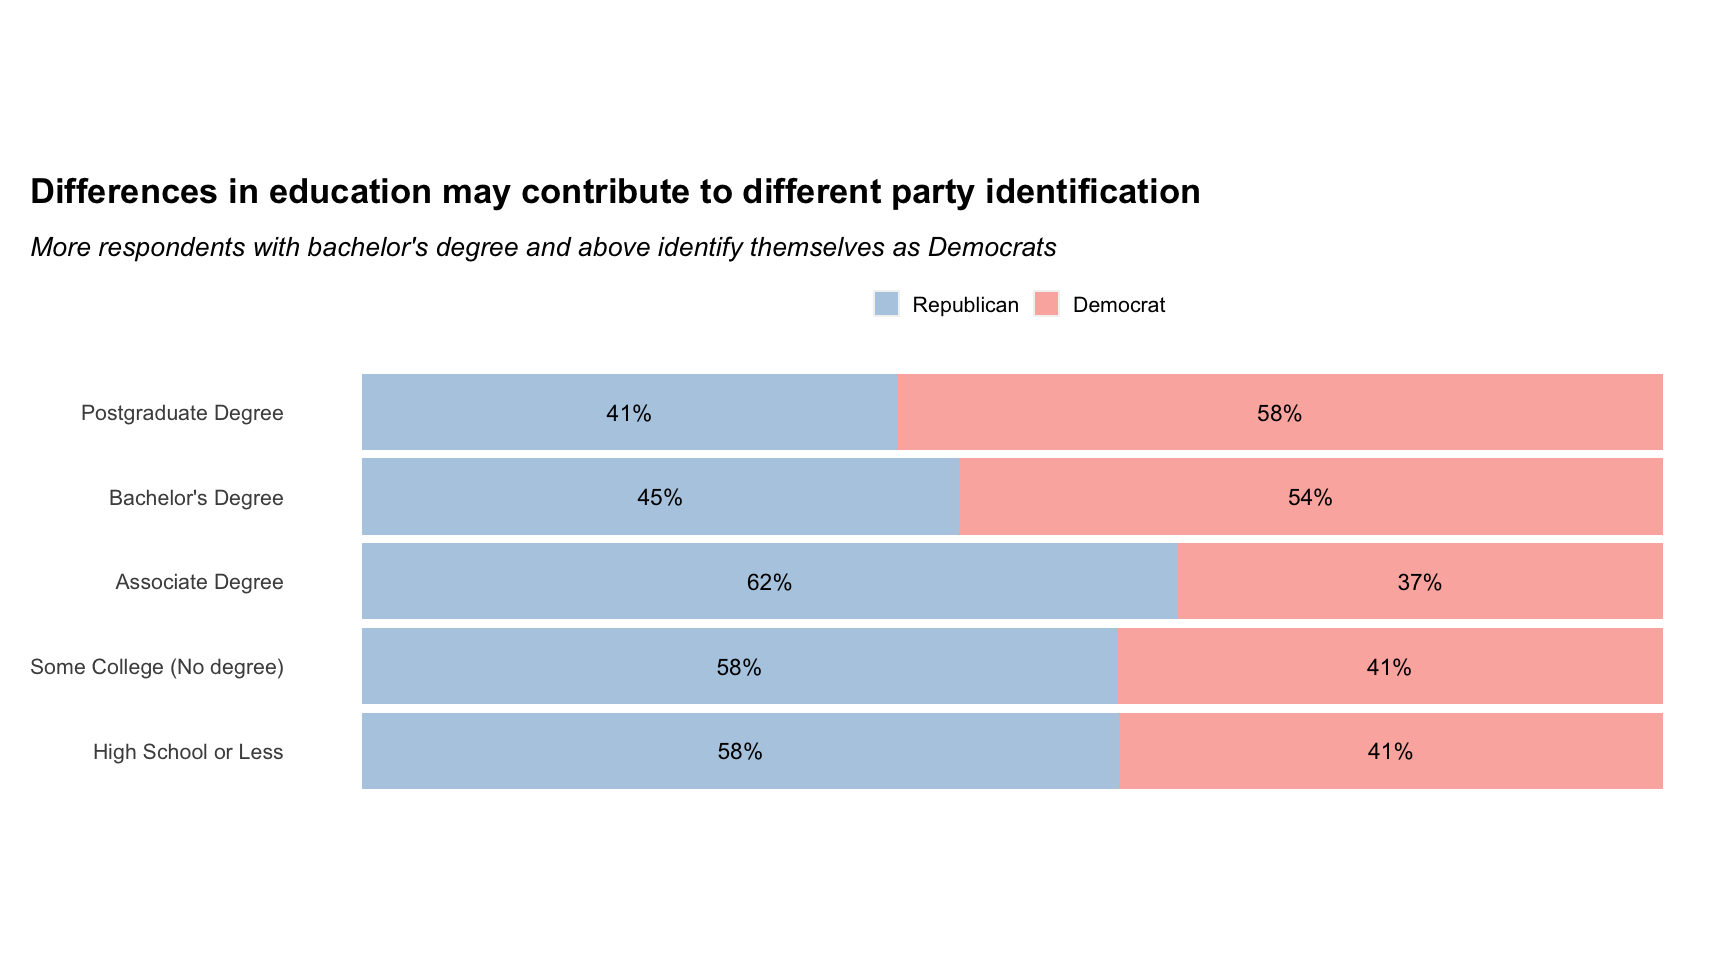 Differences in education may contribute to different party identification
More respondents with bachelor's degree and above identify themselves as Democrats
Republican Democrat
Postgraduate Degree 41% 58%
Bachelor's Degree 45% 54%
Associate Degree 62% 37%
Some College (No degree) 58% 41%
High School or Less 58% 41%